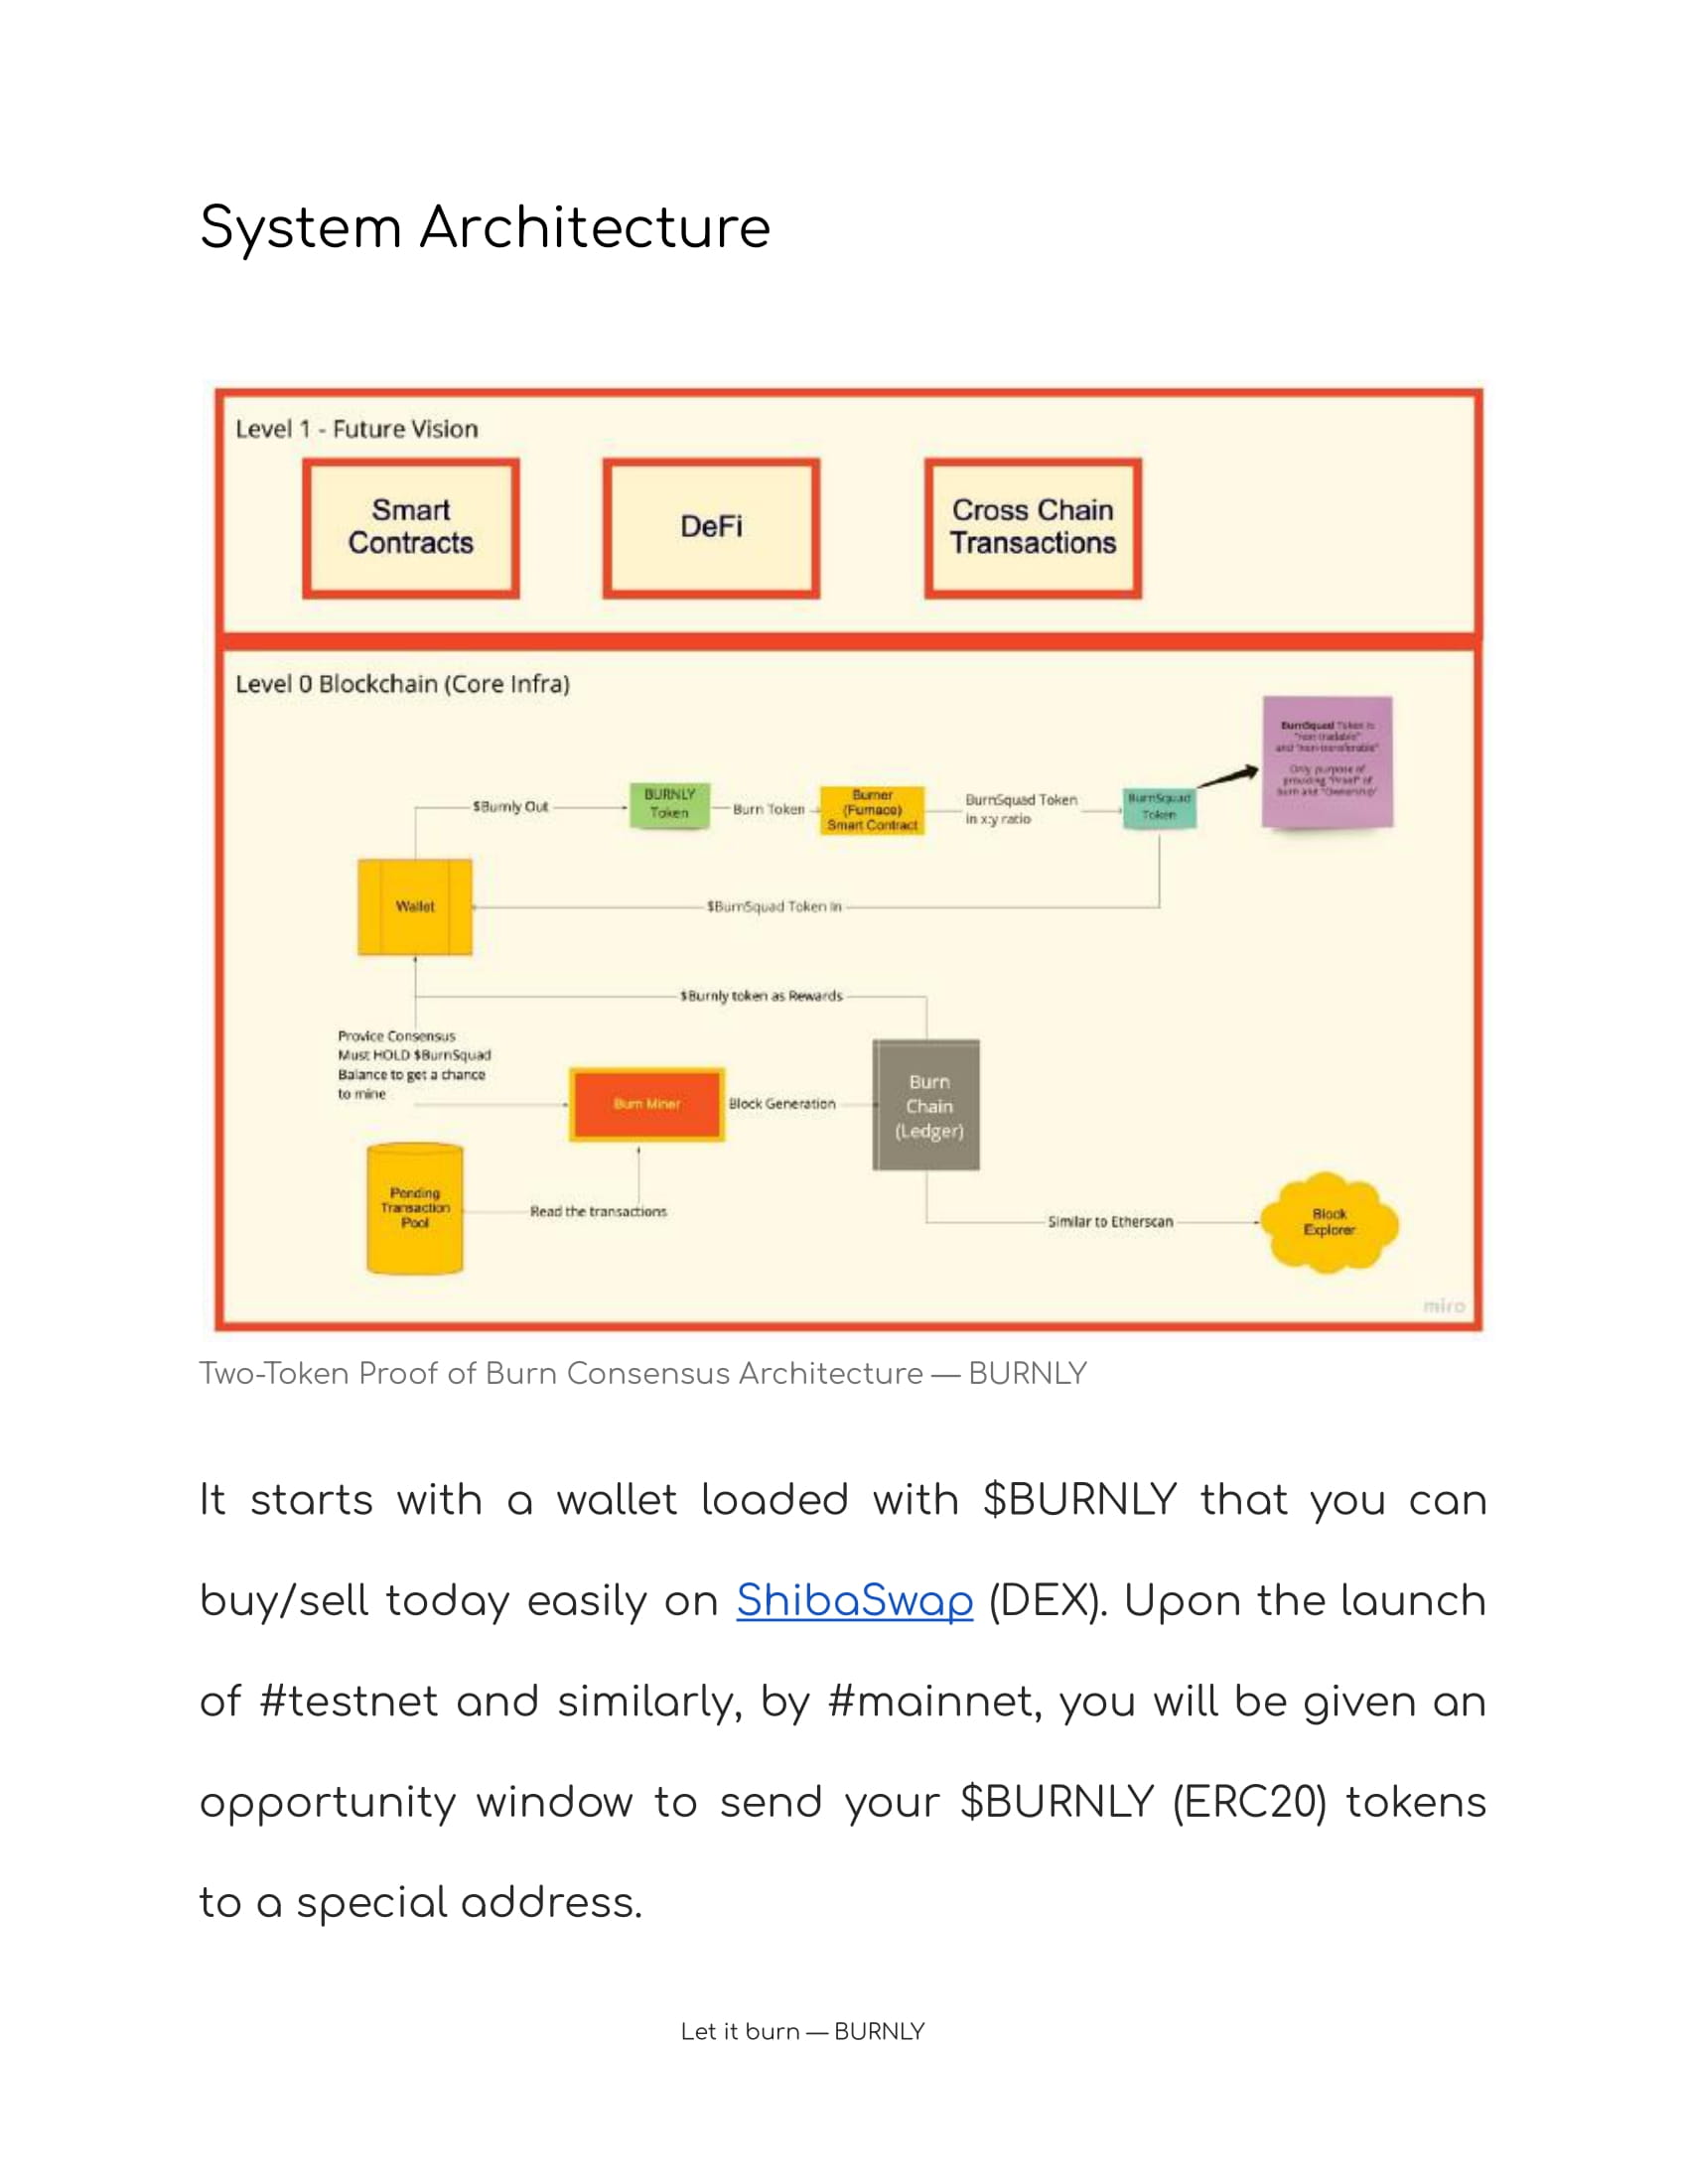 System Architecture
Level 1 - Future Vision
Smart
Contracts
DeFi
Cross Chain
Transactions
Level 0 Blockchain (Core Infra)
BurnSquad Token is
"non-tradable"
and "non-transferable"
Only purpose of
providing "Proof" of
burn and "Ownership"
$Burnly Out
BURNLY
Token
Burn Token
Burner
(Furnace)
Smart Contract
BurnSquad Token
in x:y ratio
BurnSquad
Token
Wallet
$BurnSquad Token In
$Burnly token as Rewards
Provice Consensus
Must HOLD $BurnSquad
Balance to get a chance
to mine
Burn Miner
Block Generation
Burn
Chain
(Ledger)
Pending
Transaction
Pool
Read the transactions
Similar to Etherscan
Block
Explorer
miro
Two-Token Proof of Burn Consensus Architecture — BURNLY
It starts with a wallet loaded with $BURNLY that you can
buy/sell today easily on ShibaSwap (DEX). Upon the launch
of #testnet and similarly, by #mainnet, you will be given an
opportunity window to send your $BURNLY (ERC20) tokens
to a special address.
Let it burn — BURNLY